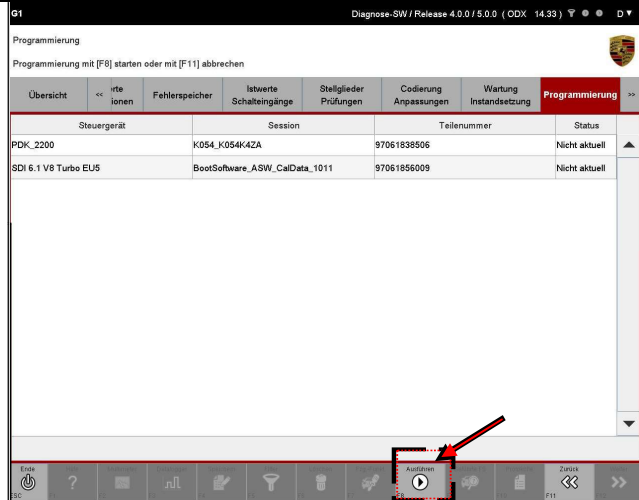 G1 Diagnose-SW / Release 4.0.0 / 5.0.0 ( ODX 14.33 ) D
Programmierung
Programmierung mit [F8] starten oder mit [F11] abbrechen
Übersicht << rte ionen Fehlerspeicher Istwerte Schalteingänge Stellglieder Prüfungen Codierung Anpassungen Wartung Instandsetzung Programmierung >>
Steuergerät Session Teilenummer Status
PDK_2200 K054_K054K4ZA 97061838506 Nicht aktuell
SDI 6.1 V8 Turbo EU5 BootSoftware_ASW_CalData_1011 97061856009 Nicht aktuell
Ende Ausführen Zurück
ESC F8 F11